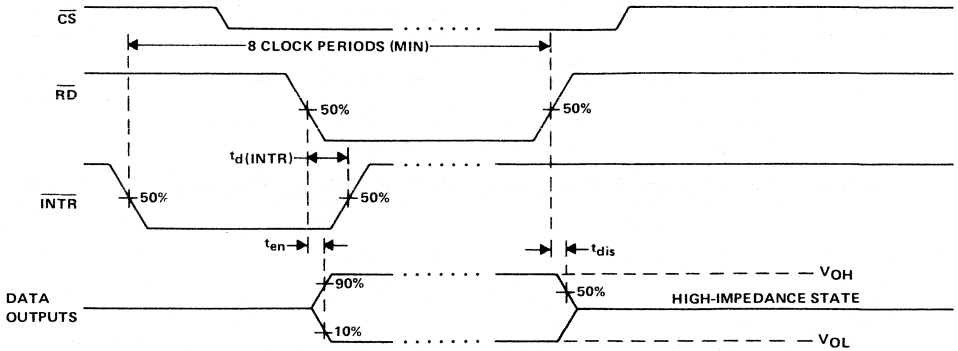 CS
8 CLOCK PERIODS (MIN)
RD
50%
50%
td(INTR)
INTR
50%
50%
ten
tdis
VOH
DATA
OUTPUTS
90%
50%
HIGH-IMPEDANCE STATE
10%
VOL